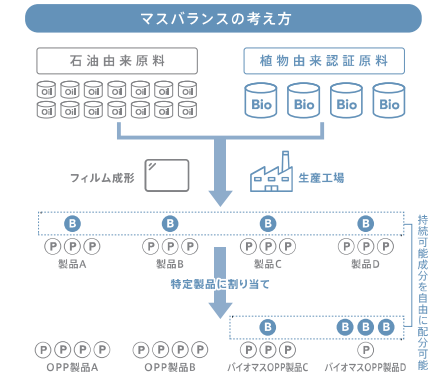 マスバランスの考え方
石油由来原料
植物由来認証原料
Oil Oil Oil Oil Oil Oil Oil
Oil Oil Oil Oil Oil Oil Oil
Bio Bio Bio Bio
フィルム成形
生産工場
B B B B
P P P P P P P P P P P P
製品A 製品B 製品C 製品D
特定製品に割り当て
持続可能成分を自由に配分可能
B B B B
P P P P P P P P P P P P
OPP製品A OPP製品B バイオマスOPP製品C バイオマスOPP製品D